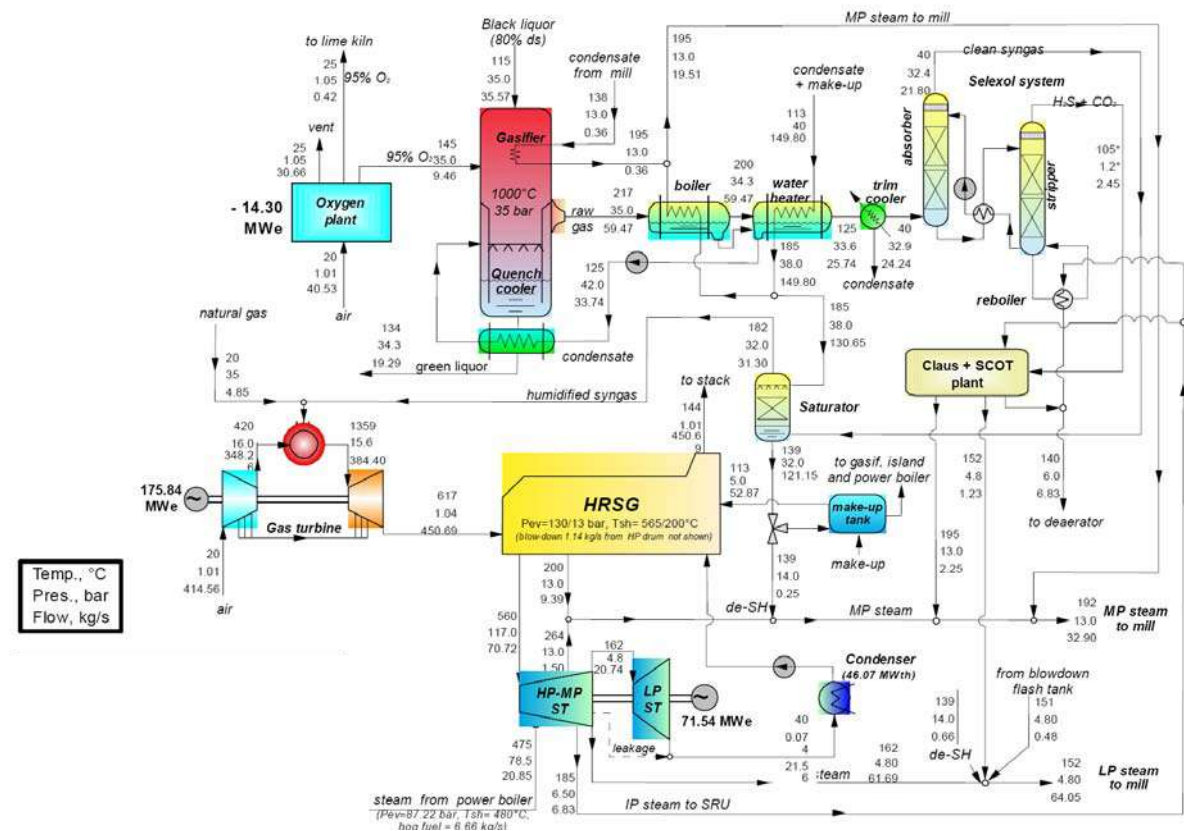 Black liquor
(80% ds)
115
35.0
35.57
condensate
from mill
138
13.0
0.36
MP steam to mill
195
13.0
19.51
to lime kiln
25
1.05
0.42
95% O₂
vent
25
1.05
30.66
95% O₂
145
35.0
9.46
Oxygen
plant
- 14.30
MWe
20
1.01
40.53
air
Gasifier
1000°C
35 bar
Quench
cooler
195
13.0
0.36
217
35.0
59.47
raw
gas
boiler
200
34.3
59.47
condensate
+ make-up
113
40
149.80
water
heater
185
38.0
149.80
trim
cooler
125
33.6
25.74
40
32.9
24.24
condensate
40
32.4
21.80
clean syngas
Selexol system
H₂S + CO₂
absorber
stripper
105*
1.2*
2.45
reboiler
125
42.0
33.74
condensate
134
34.3
19.29
green liquor
natural gas
20
35
4.85
humidified syngas
182
32.0
31.30
185
38.0
130.65
Saturator
Claus + SCOT
plant
to stack
144
1.01
450.6
9
420
16.0
348.2
6
1359
15.6
384.40
175.84
MWe
Gas turbine
617
1.04
450.69
20
1.01
414.56
air
HRSG
Pev=130/13 bar, Tsh= 565/200°C
(blow-down 1.14 kg/s from HP drum not shown)
113
5.0
52.87
139
32.0
121.15
to gasif. island
and power boiler
make-up
tank
make-up
152
4.8
1.23
140
6.0
6.83
to deaerator
195
13.0
2.25
139
14.0
0.25
de-SH
MP steam
192
13.0
32.90
MP steam
to mill
Temp., °C
Pres., bar
Flow, kg/s
560
117.0
70.72
200
13.0
9.39
264
13.0
1.50
162
4.8
20.74
HP-MP
ST
LP
ST
71.54 MWe
leakage
Condenser
(46.07 MWth)
40
0.07
4
21.5
6
steam
162
4.80
61.69
139
14.0
0.66
de-SH
from blowdown
flash tank
151
4.80
0.48
152
4.80
64.05
LP steam
to mill
475
78.5
20.85
185
6.50
6.83
IP steam to SRU
steam from power boiler
(Pev=87.22 bar, Tsh= 480°C,
bog fuel = 6.66 kg/s)